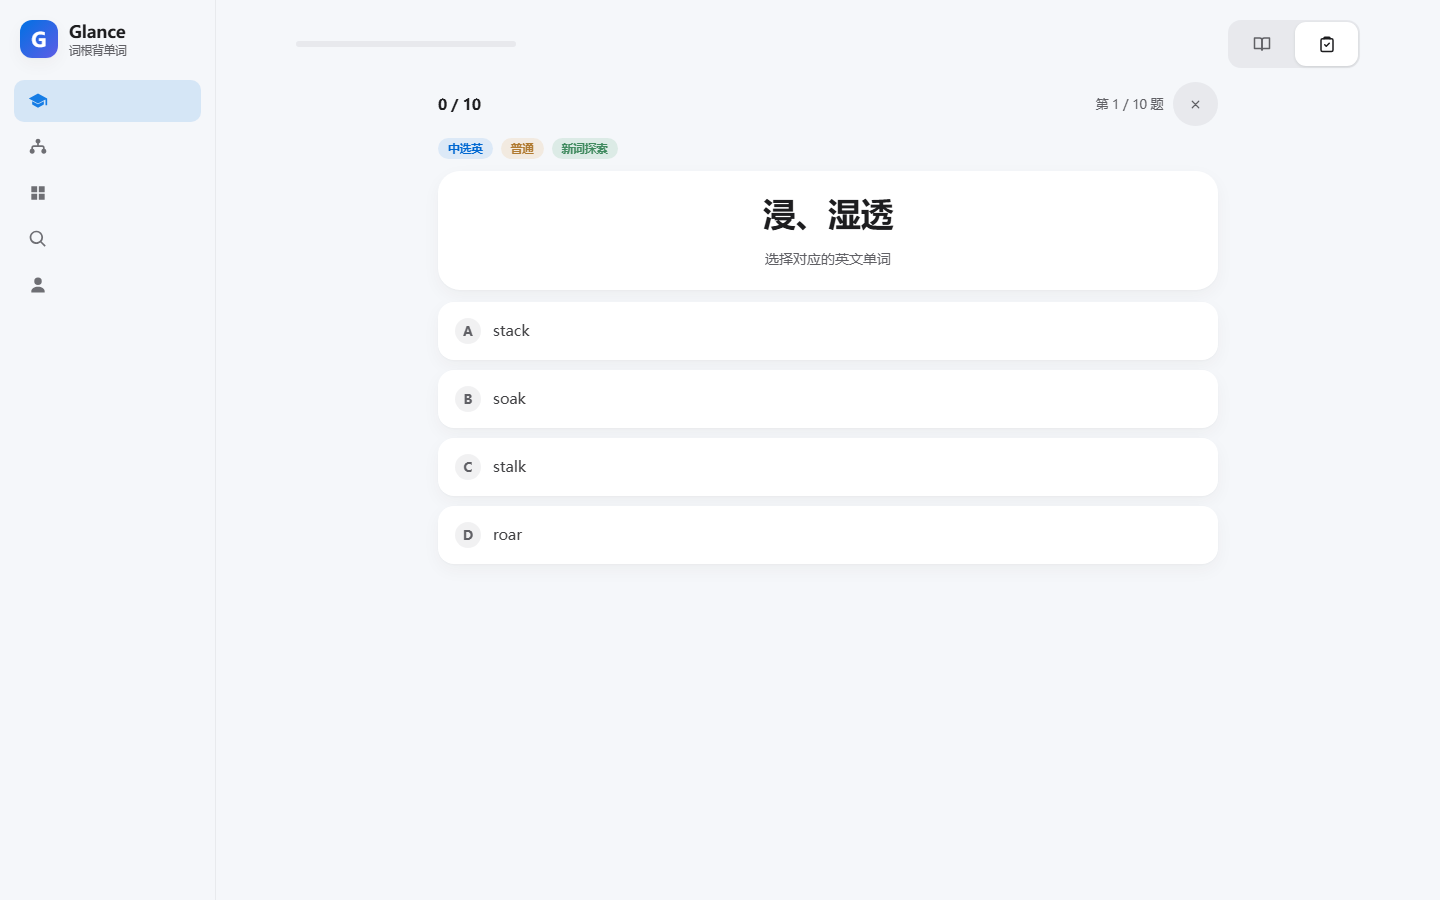 G
Glance
词根背单词
0 / 10
第 1 / 10 题
×
中选英
普通
新词探索
浸、湿透
选择对应的英文单词
A stack
B soak
C stalk
D roar